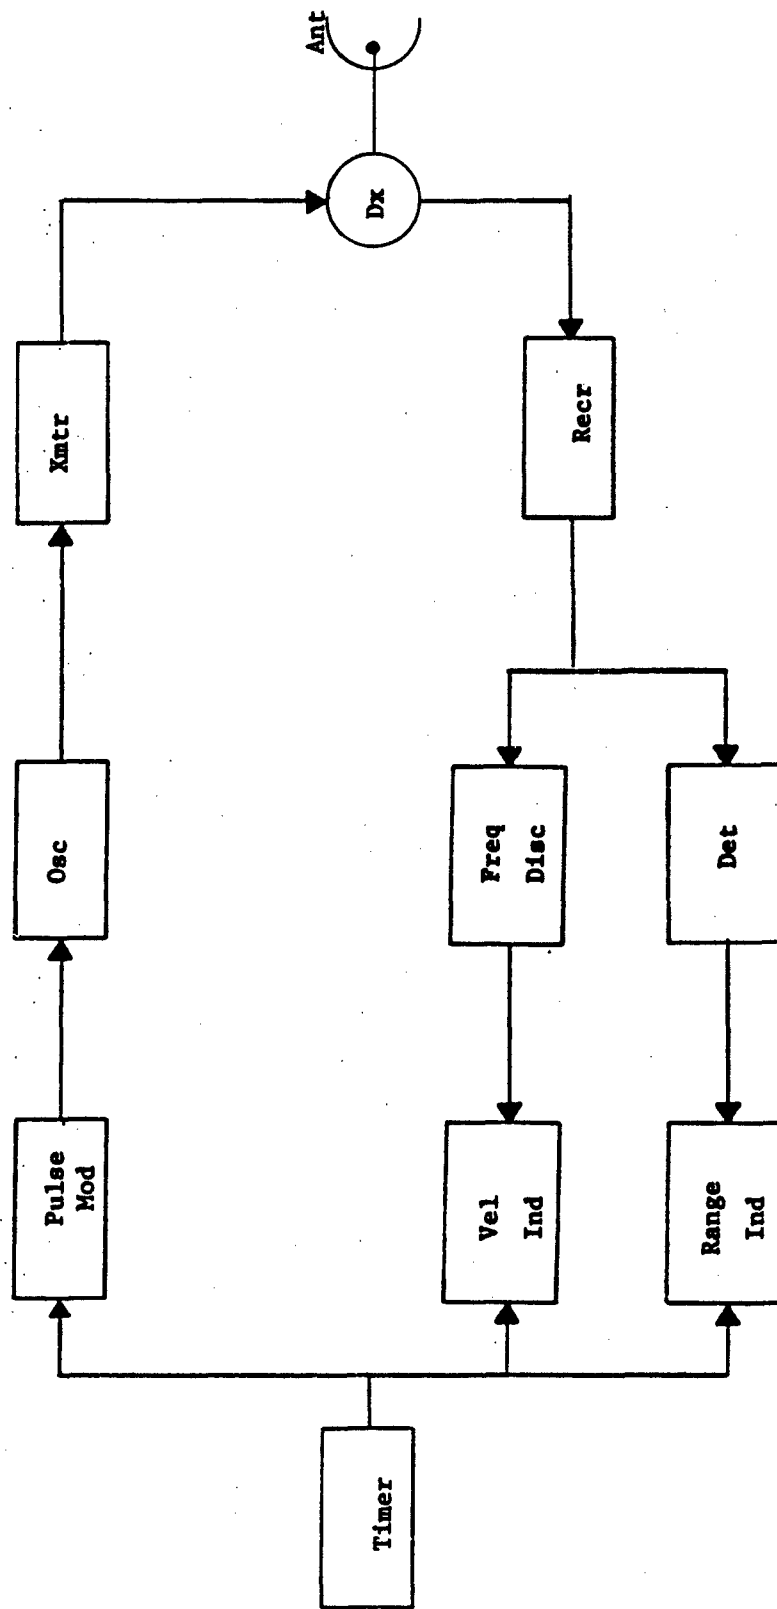 Timer
Pulse
Mod
Osc
Xmtr
Ant
Dx
Vel
Ind
Freq
Disc
Recr
Range
Ind
Det